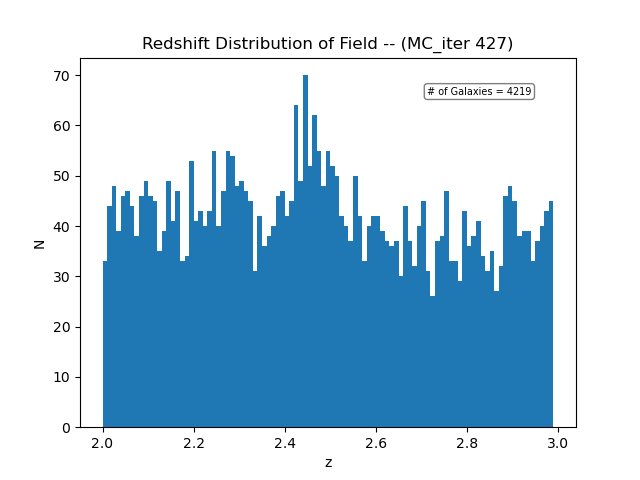 Redshift Distribution of Field -- (MC_iter 427)
# of Galaxies = 4219
70
60
50
40
30
20
10
0
N
2.0 2.2 2.4 2.6 2.8 3.0
z